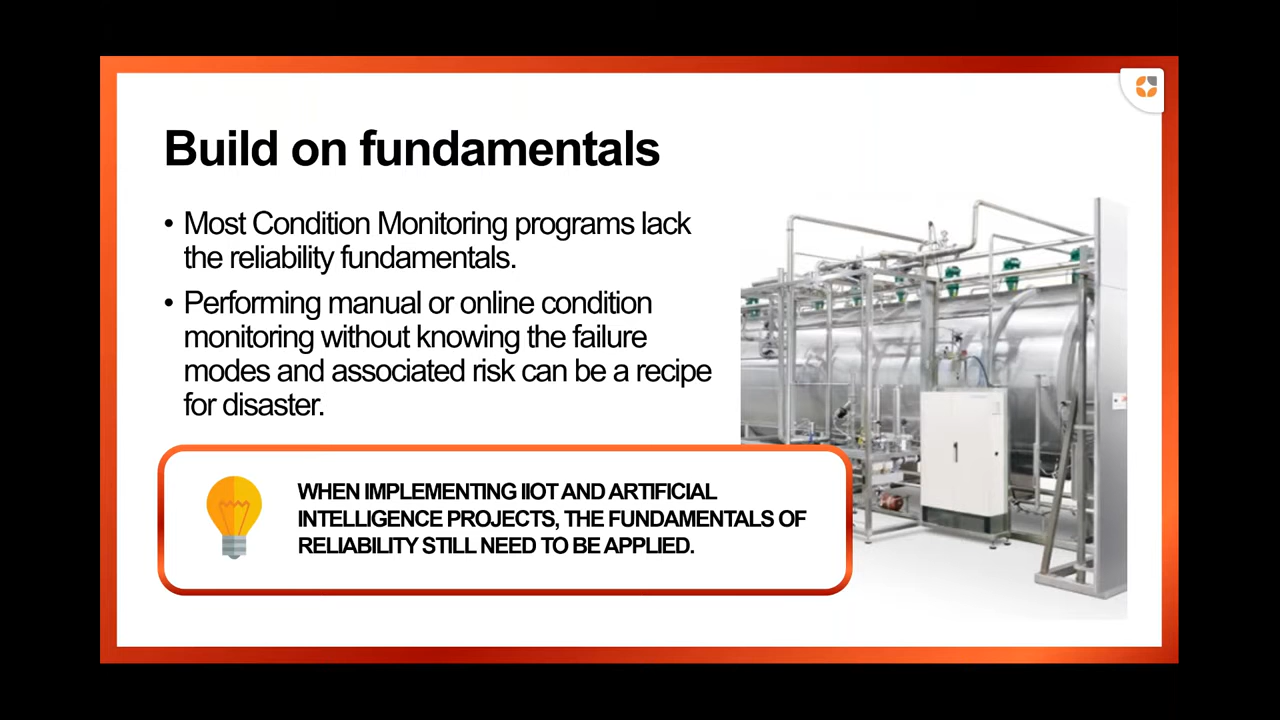 Build on fundamentals
• Most Condition Monitoring programs lack
the reliability fundamentals.
• Performing manual or online condition
monitoring without knowing the failure
modes and associated risk can be a recipe
for disaster.
WHEN IMPLEMENTING IIOT AND ARTIFICIAL
INTELLIGENCE PROJECTS, THE FUNDAMENTALS OF
RELIABILITY STILL NEED TO BE APPLIED.